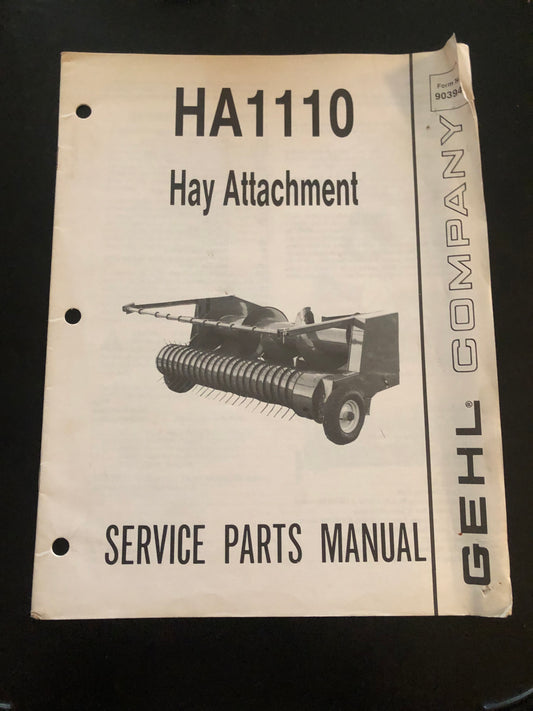 HA1110
Hay Attachment
SERVICE PARTS MANUAL
Form
90394
GEHL® COMPANY